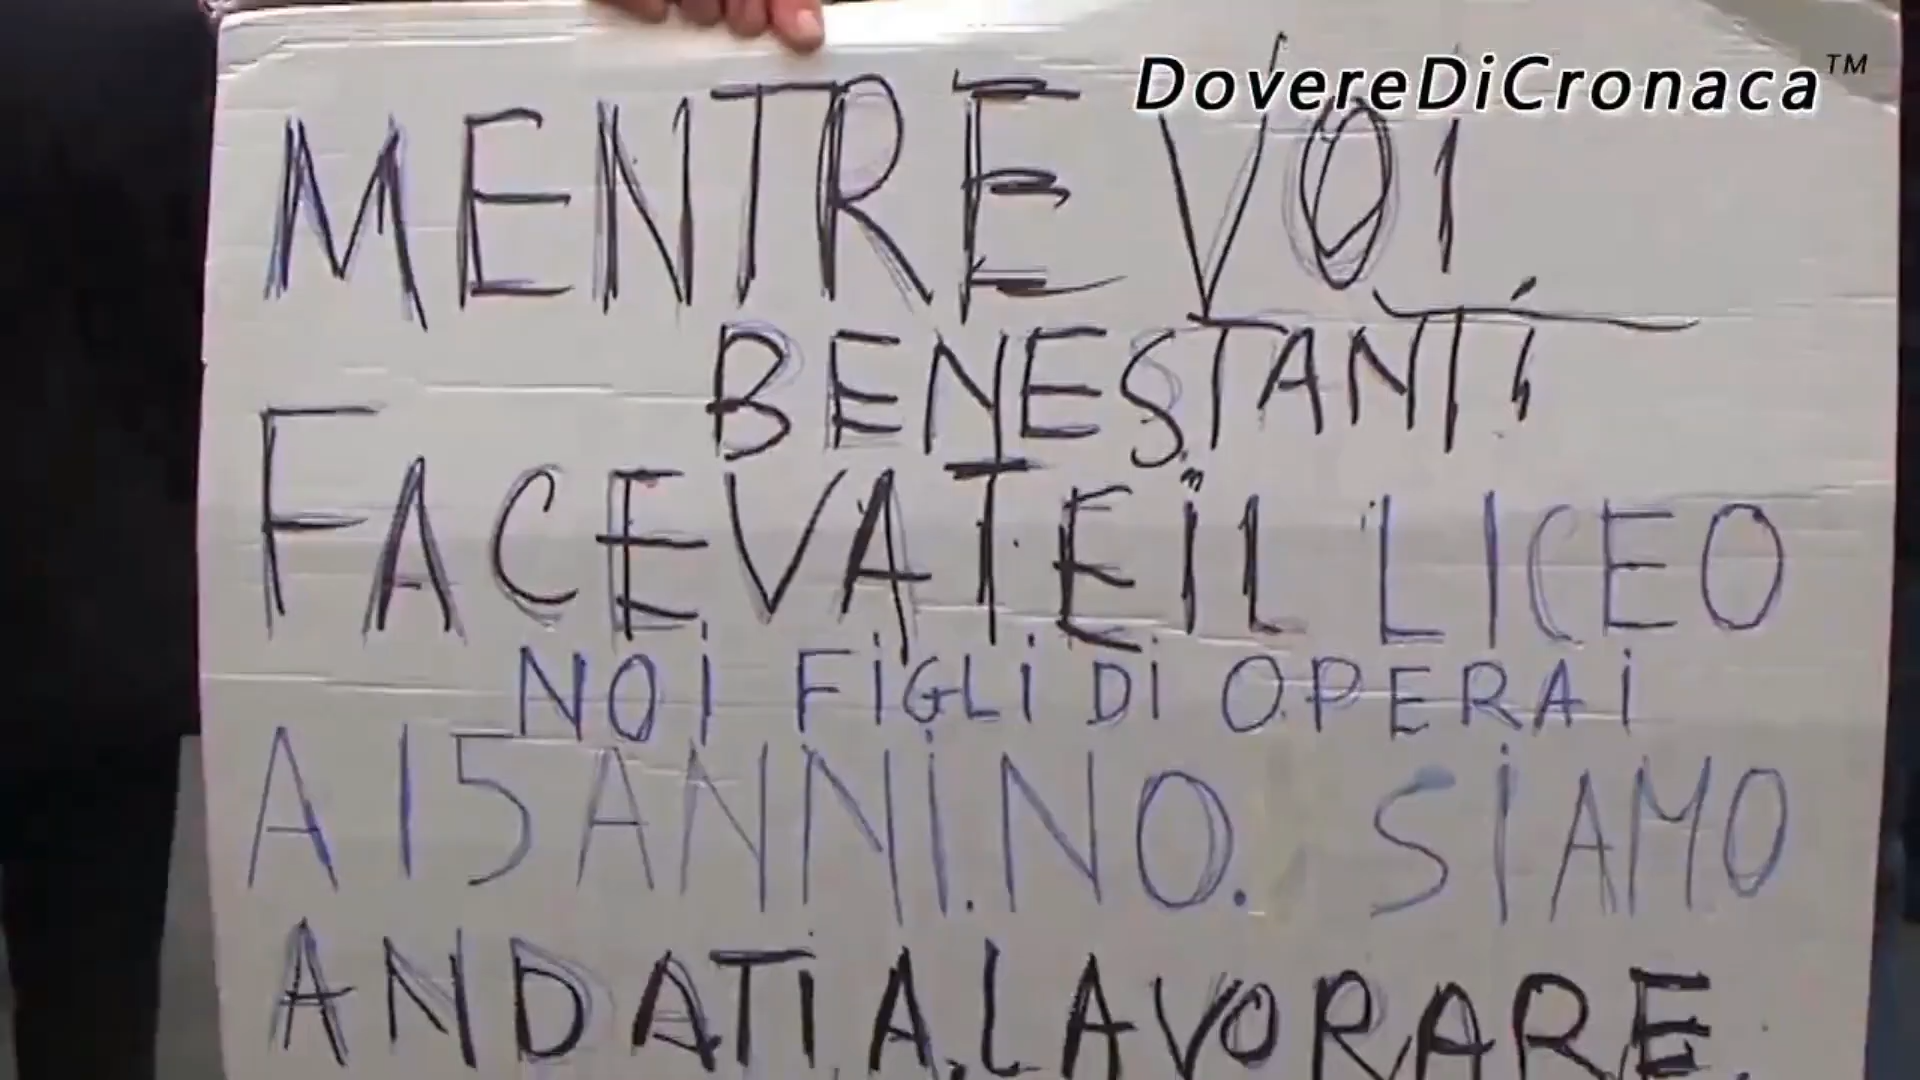 DovereDiCronaca™
MENTRE VOI
BENESTANTi
FACEVATE iL LICEO
NOi FiGLi DI OPERAi
A 15 ANNi. NO. SiAMO
ANDATI A LAVORARE.